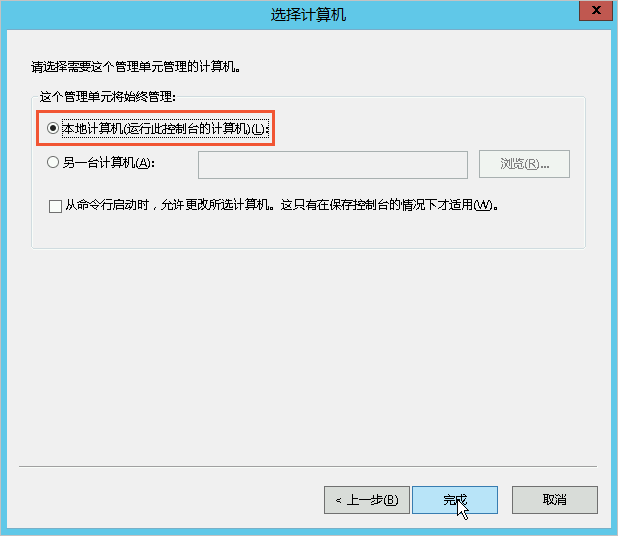 选择计算机
x
请选择需要这个管理单元管理的计算机。
这个管理单元将始终管理:
本地计算机(运行此控制台的计算机)(L):
另一台计算机(A):
浏览(R)...
从命令行启动时，允许更改所选计算机。这只有在保存控制台的情况下才适用(W)。
< 上一步(B)
完成
取消